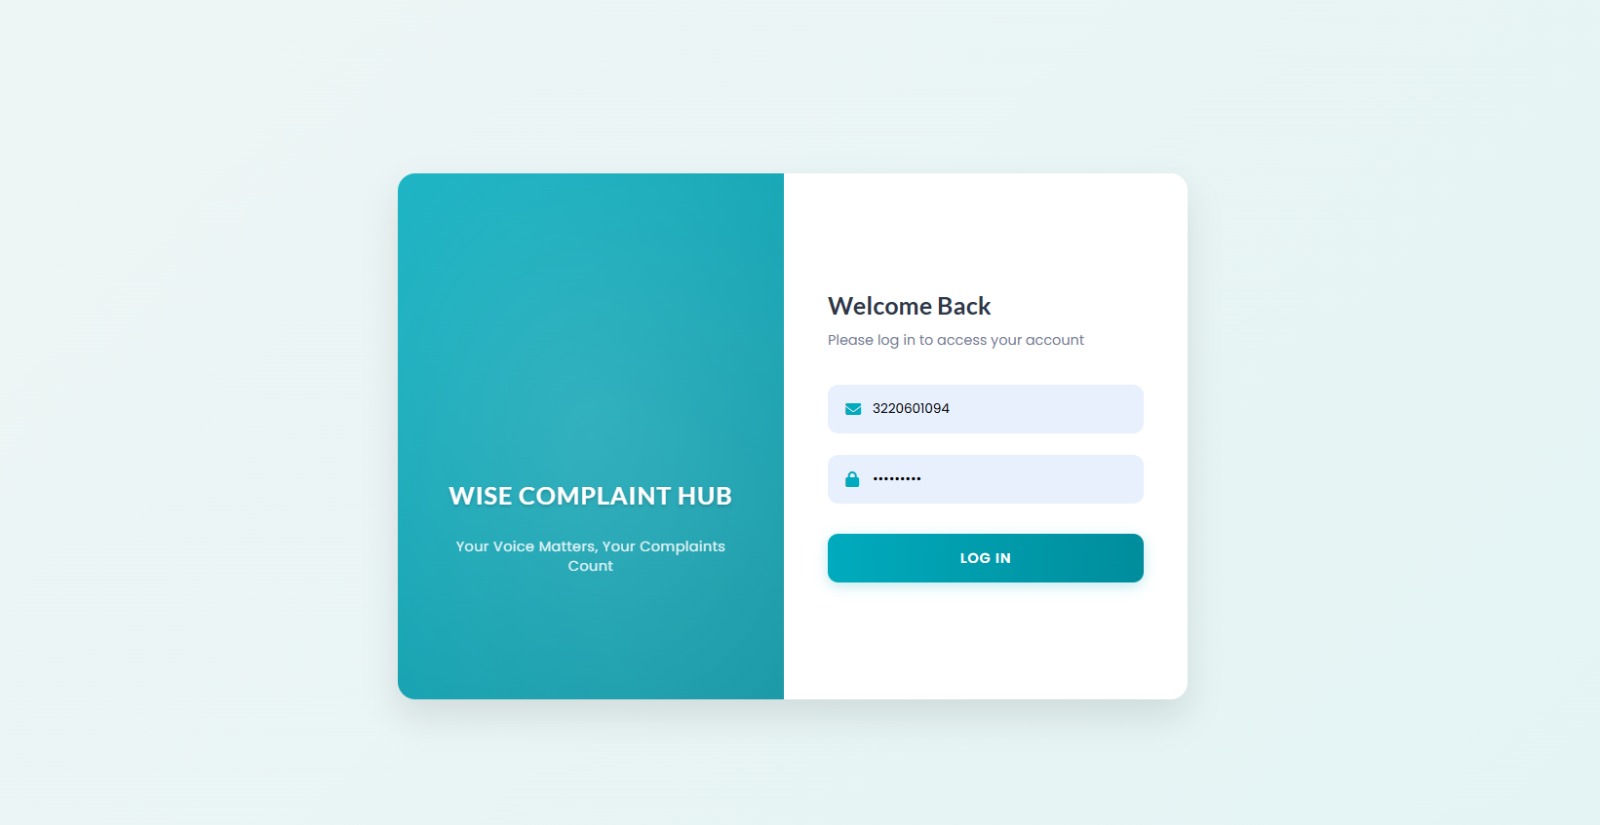 WISE COMPLAINT HUB
Your Voice Matters, Your Complaints
Count
Welcome Back
Please log in to access your account
3220601094
•••••••••
LOG IN